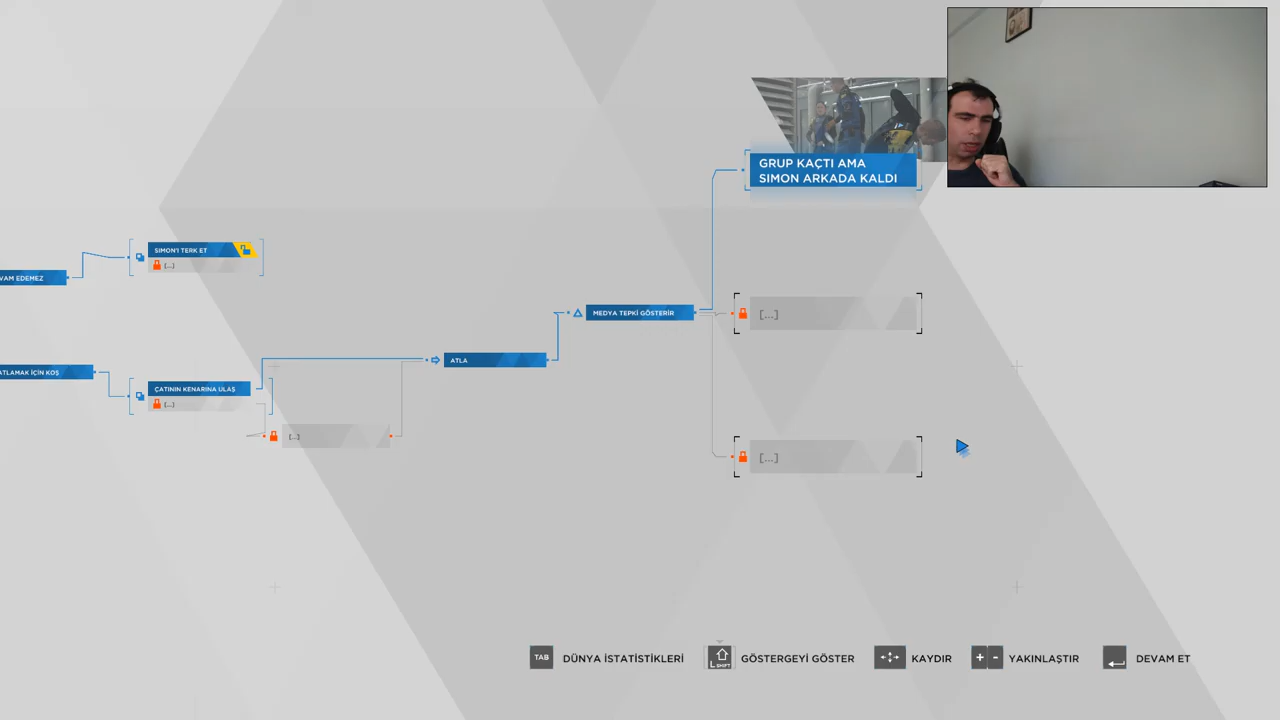 GRUP KAÇTI AMA
SIMON ARKADA KALDI
SIMON'I TERK ET
[...]
VAM EDEMEZ
MEDYA TEPKİ GÖSTERİR
[...]
ATLA
ATLAMAK İÇİN KOŞ
ÇATININ KENARINA ULAŞ
[...]
[...]
[...]
TAB DÜNYA İSTATİSTİKLERİ
L SHIFT GÖSTERGEYİ GÖSTER
KAYDIR
+ - YAKINLAŞTIR
DEVAM ET